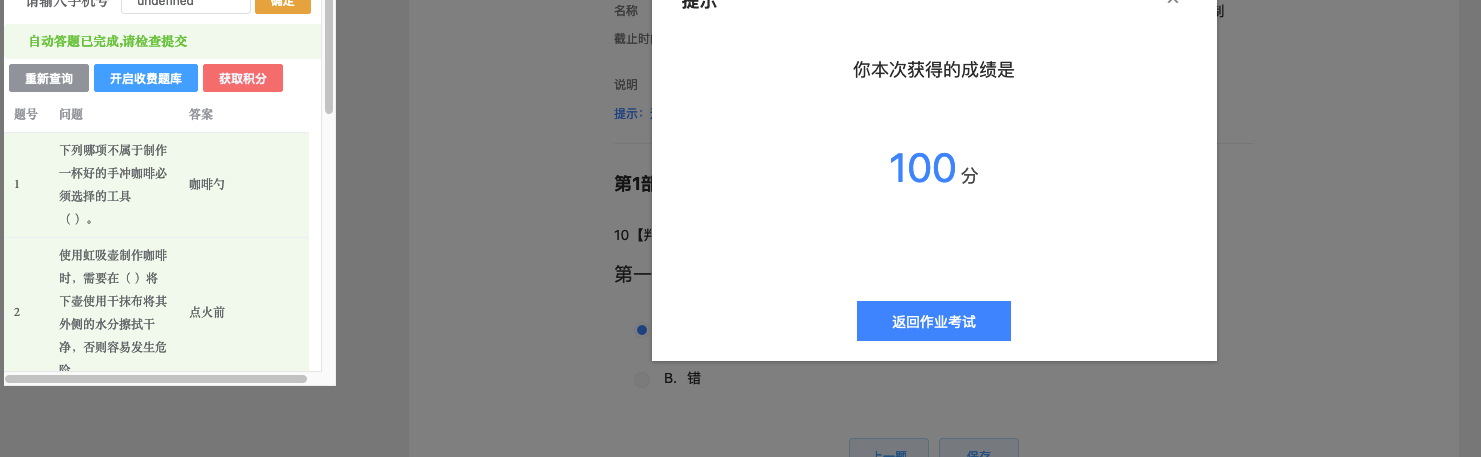 请输入手机号 undefined 确定
自动答题已完成,请检查提交
重新查询 开启收费题库 获取积分
题号 问题 答案
1
下列哪项不属于制作
一杯好的手冲咖啡必
须选择的工具
（ ）。
咖啡勺
2
使用虹吸壶制作咖啡
时，需要在（ ）将
下壶使用干抹布将其
外侧的水分擦拭干
净，否则容易发生危
险
点火前
名称
制
截止时间
说明
提示：
第1部
10【判
第一
B. 错
上一题 保存
提示
×
你本次获得的成绩是
100 分
返回作业考试